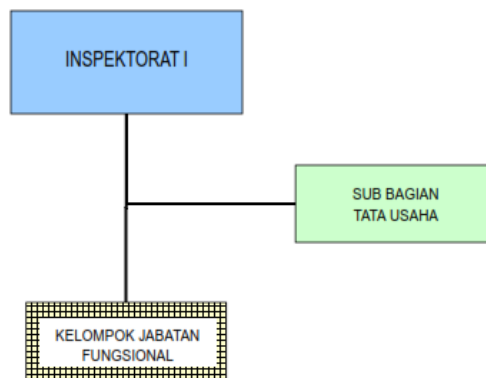 INSPEKTORAT I
SUB BAGIAN
TATA USAHA
KELOMPOK JABATAN
FUNGSIONAL